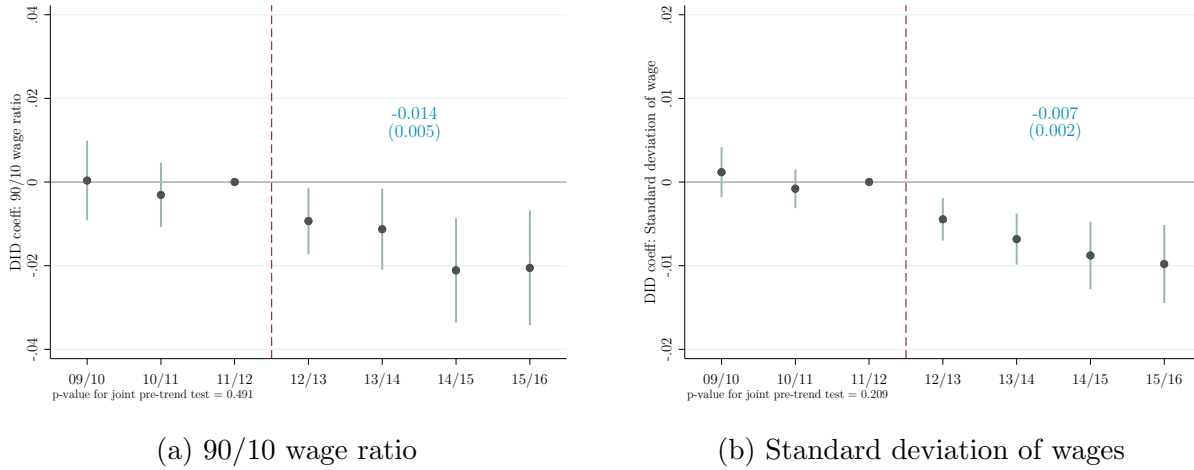 DID coeff: 90/10 wage ratio
.04
.02
0
-.02
-.04
-0.014
(0.005)
09/10 10/11 11/12 12/13 13/14 14/15 15/16
p-value for joint pre-trend test = 0.491
(a) 90/10 wage ratio
DID coeff: Standard deviation of wage
.02
.01
0
-.01
-.02
-0.007
(0.002)
09/10 10/11 11/12 12/13 13/14 14/15 15/16
p-value for joint pre-trend test = 0.209
(b) Standard deviation of wages